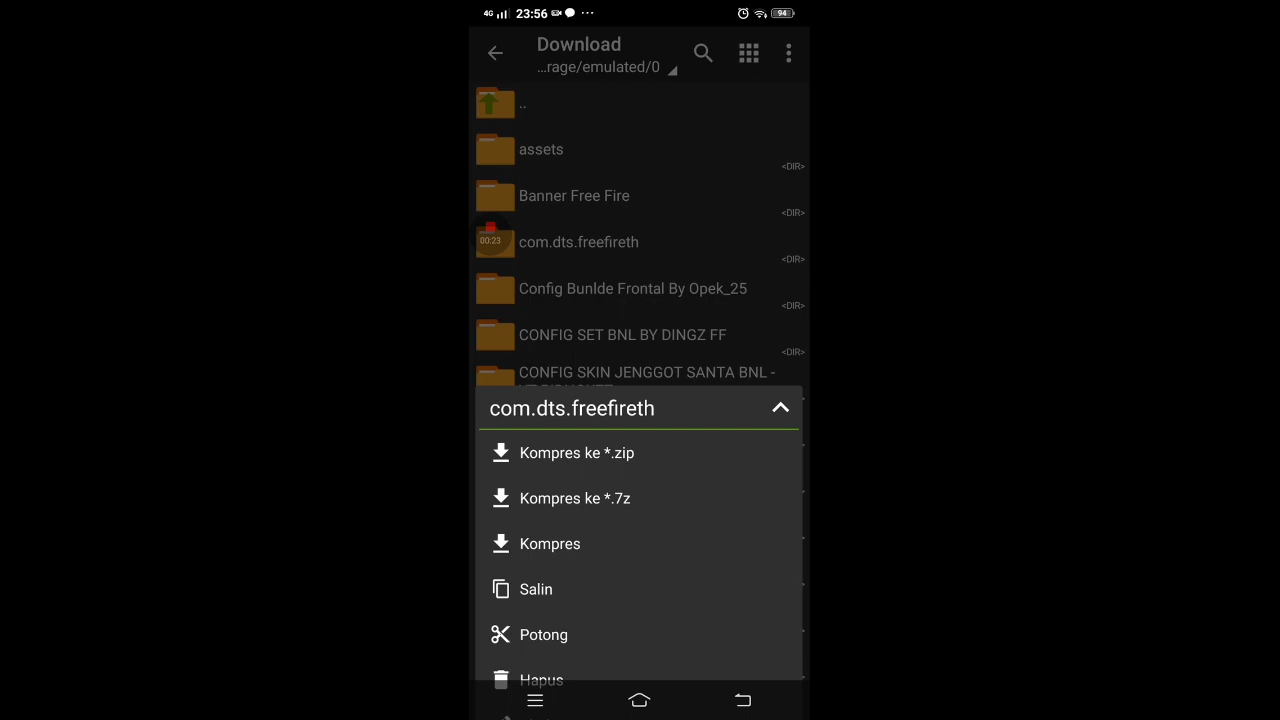 4G 23:56 ... 94
Download
...rage/emulated/0
..
assets
<DIR>
Banner Free Fire
<DIR>
00:23
com.dts.freefireth
<DIR>
Config Bunlde Frontal By Opek_25
<DIR>
CONFIG SET BNL BY DINGZ FF
<DIR>
CONFIG SKIN JENGGOT SANTA BNL -
com.dts.freefireth
Kompres ke *.zip
Kompres ke *.7z
Kompres
Salin
Potong
Hapus